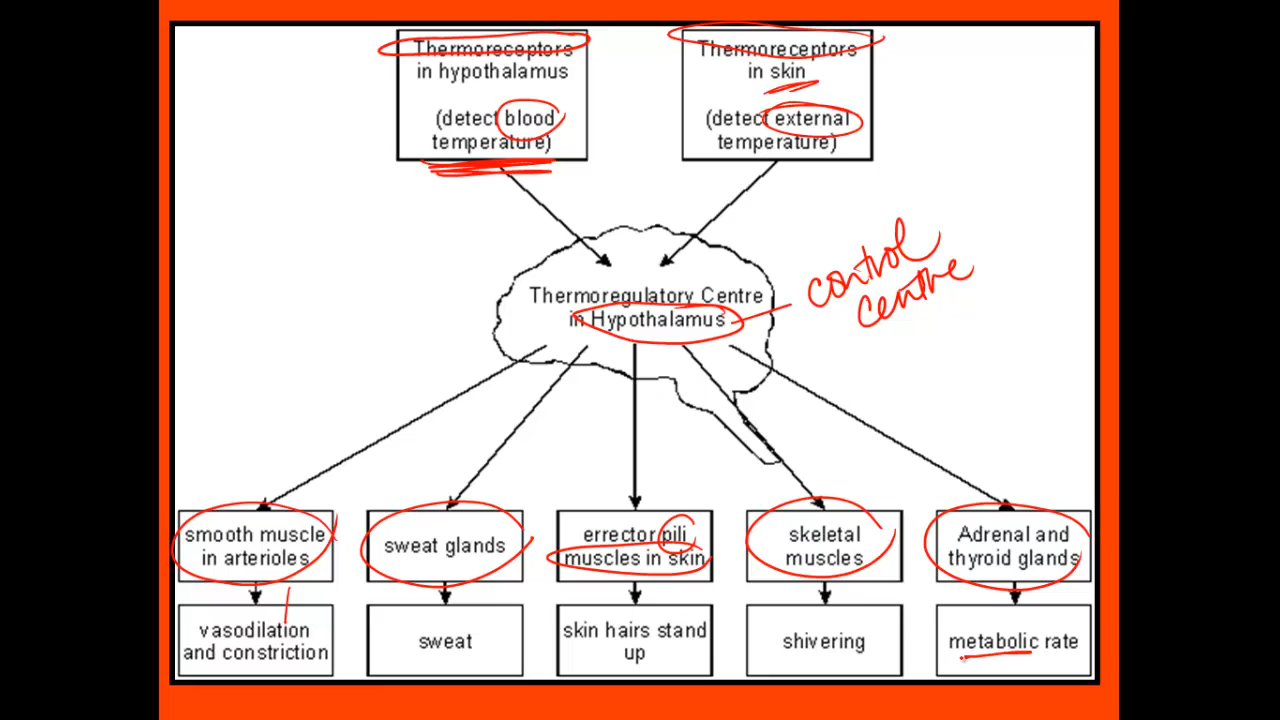 Thermoreceptors
in hypothalamus
(detect blood
temperature)
Thermoreceptors
in skin
(detect external
temperature)
control
centre
Thermoregulatory Centre
in Hypothalamus
smooth muscle
in arterioles
sweat glands
errector pili
muscles in skin
skeletal
muscles
Adrenal and
thyroid glands
vasodilation
and constriction
sweat
skin hairs stand
up
shivering
metabolic rate